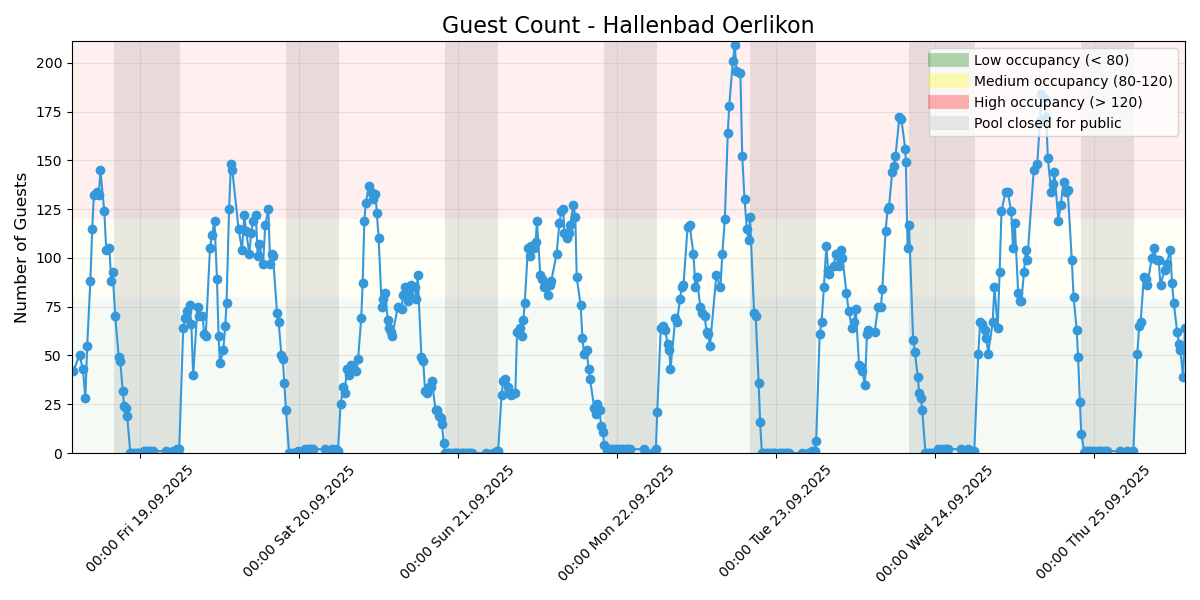 Guest Count - Hallenbad Oerlikon
Number of Guests
200
175
150
125
100
75
50
25
0
Low occupancy (< 80)
Medium occupancy (80-120)
High occupancy (> 120)
Pool closed for public
00:00 Fri 19.09.2025
00:00 Sat 20.09.2025
00:00 Sun 21.09.2025
00:00 Mon 22.09.2025
00:00 Tue 23.09.2025
00:00 Wed 24.09.2025
00:00 Thu 25.09.2025